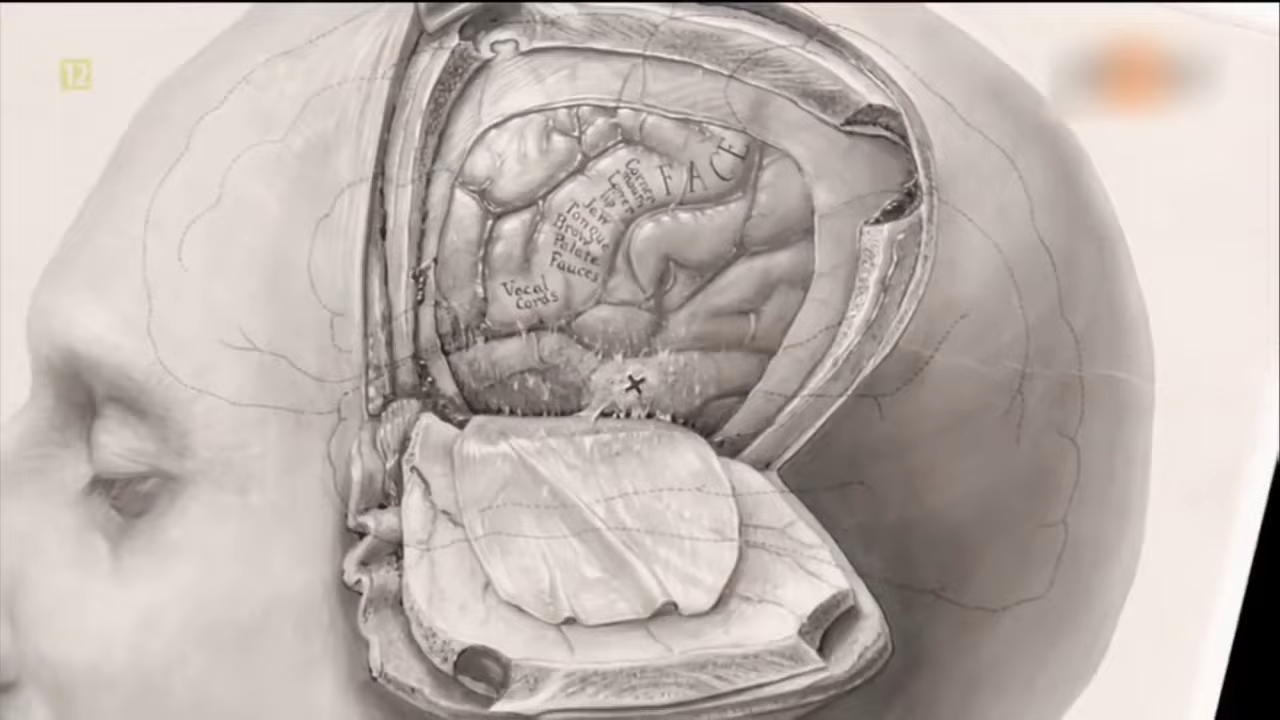 12
FACE
Corner
mouth
Lower
lip
Jaw
Tongue
Brow
Palate
Fauces
Vocal
Cords
x